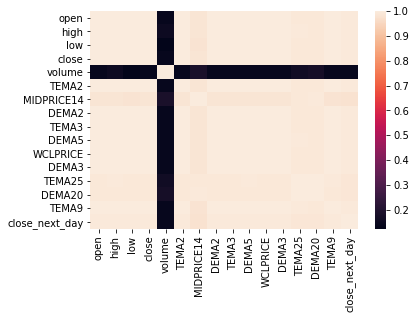 open
high
low
close
volume
TEMA2
MIDPRICE14
DEMA2
TEMA3
DEMA5
WCLPRICE
DEMA3
TEMA25
DEMA20
TEMA9
close_next_day
open
high
low
close
volume
TEMA2
MIDPRICE14
DEMA2
TEMA3
DEMA5
WCLPRICE
DEMA3
TEMA25
DEMA20
TEMA9
close_next_day
1.0
0.9
0.8
0.7
0.6
0.5
0.4
0.3
0.2